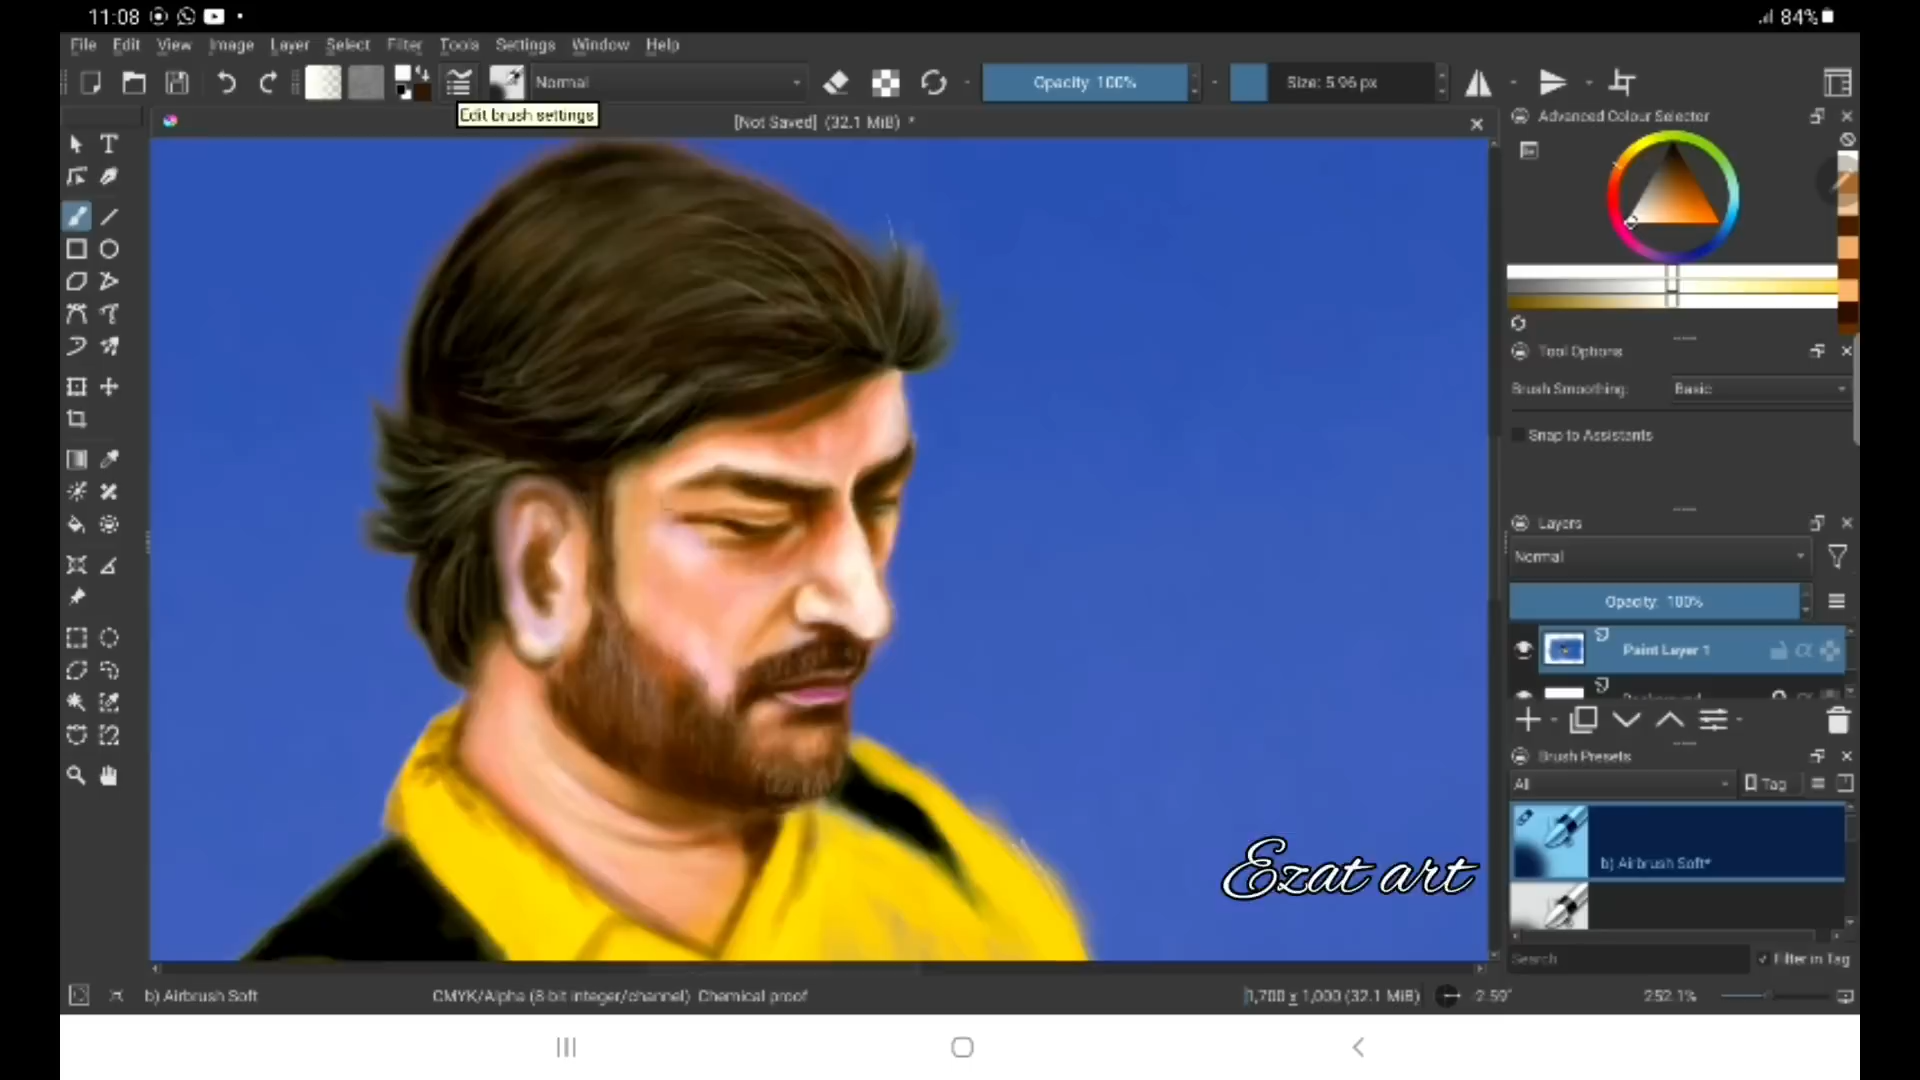 11:08
84%
File Edit View Image Layer Select Filter Tools Settings Window Help
Normal
Opacity 100%
Size: 5.96 px
Edit brush settings
[Not Saved] (32.1 MiB) *
Advanced Colour Selector
Tool Options
Brush Smoothing: Basic
Snap to Assistants
Layers
Normal
Opacity: 100%
Paint Layer 1
Brush Presets
All
Tag
b) Airbrush Soft*
Ezat art
Search
Filter in Tag
b) Airbrush Soft
CMYK/Alpha (8 bit integer/channel) Chemical proof
1,700 x 1,000 (32.1 MiB)
-2.59°
252.1%